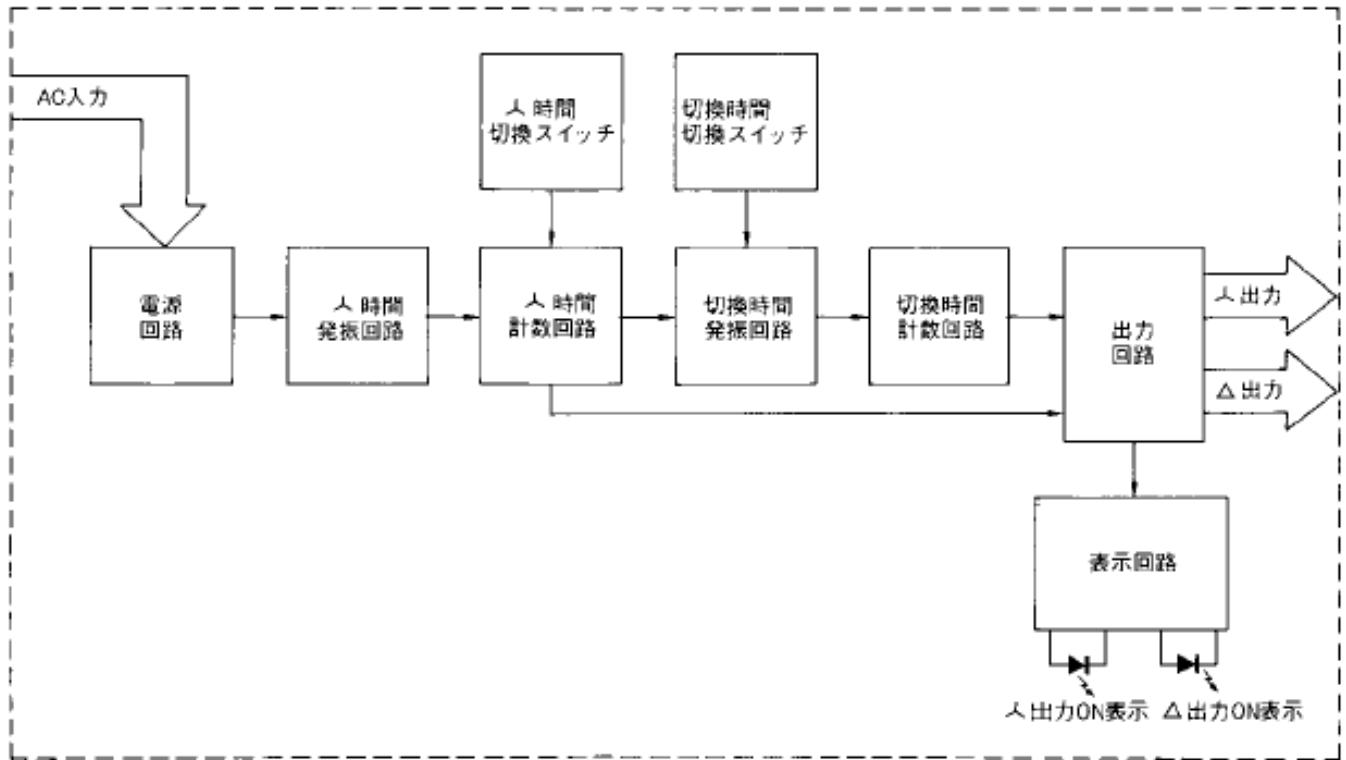 AC入力
人時間
切換スイッチ
切換時間
切換スイッチ
電源
回路
人時間
発振回路
人時間
計数回路
切換時間
発振回路
切換時間
計数回路
出力
回路
人出力
△出力
表示回路
人出力ON表示
△出力ON表示